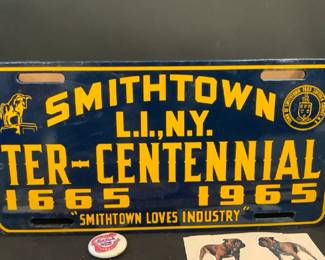 SMITHTOWN
L.I., N.Y.
TER-CENTENNIAL
1665 1965
"SMITHTOWN LOVES INDUSTRY"